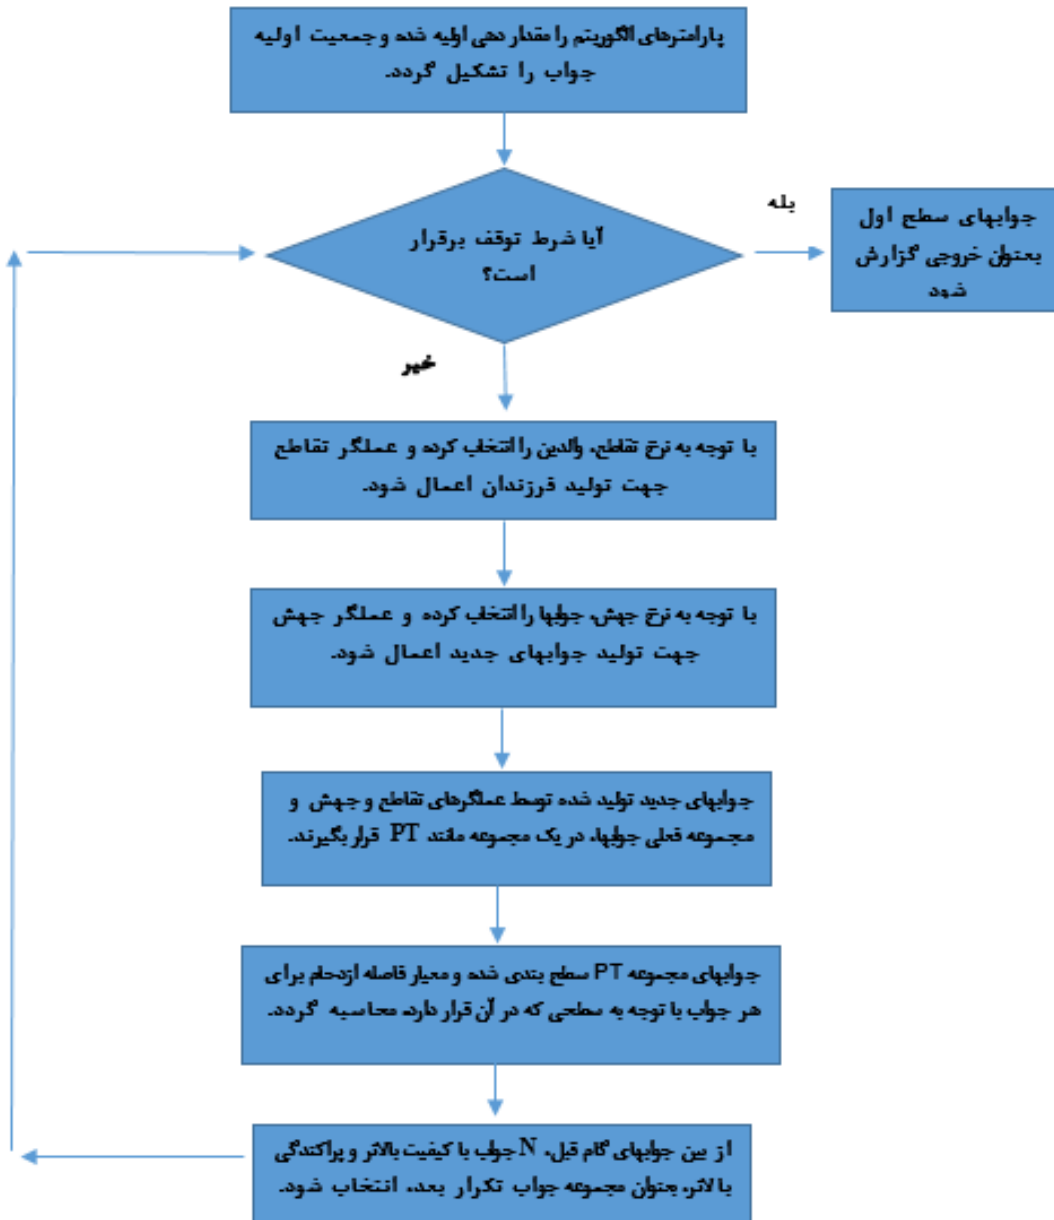 پارامترهای الگوریتم را مقدار دهی اولیه شده و جمعیت اولیه
جواب را تشکیل گردد.
آیا شرط توقف برقرار
است؟
بله
جوابهای سطح اول
بعنوان خروجی گزارش
شود
خیر
با توجه به نرخ تقاطع، والدین را انتخاب کرده و عملگر تقاطع
جهت تولید فرزندان اعمال شود.
با توجه به نرخ جهش، جوابها را انتخاب کرده و عملگر جهش
جهت تولید جوابهای جدید اعمال شود.
جوابهای جدید تولید شده توسط عملگرهای تقاطع و جهش و
مجموعه فعلی جوابها، در یک مجموعه مانند PT قرار بگیرند.
جوابهای مجموعه PT سطح بندی شده و معیار فاصله ازدحام برای
هر جواب با توجه به سطحی که در آن قرار دارد، محاسبه گردد.
از بین جوابهای گام قبل، N جواب با کیفیت بالاتر و پراکندگی
بالاتر، بعنوان مجموعه جواب تکرار بعد، انتخاب شود.